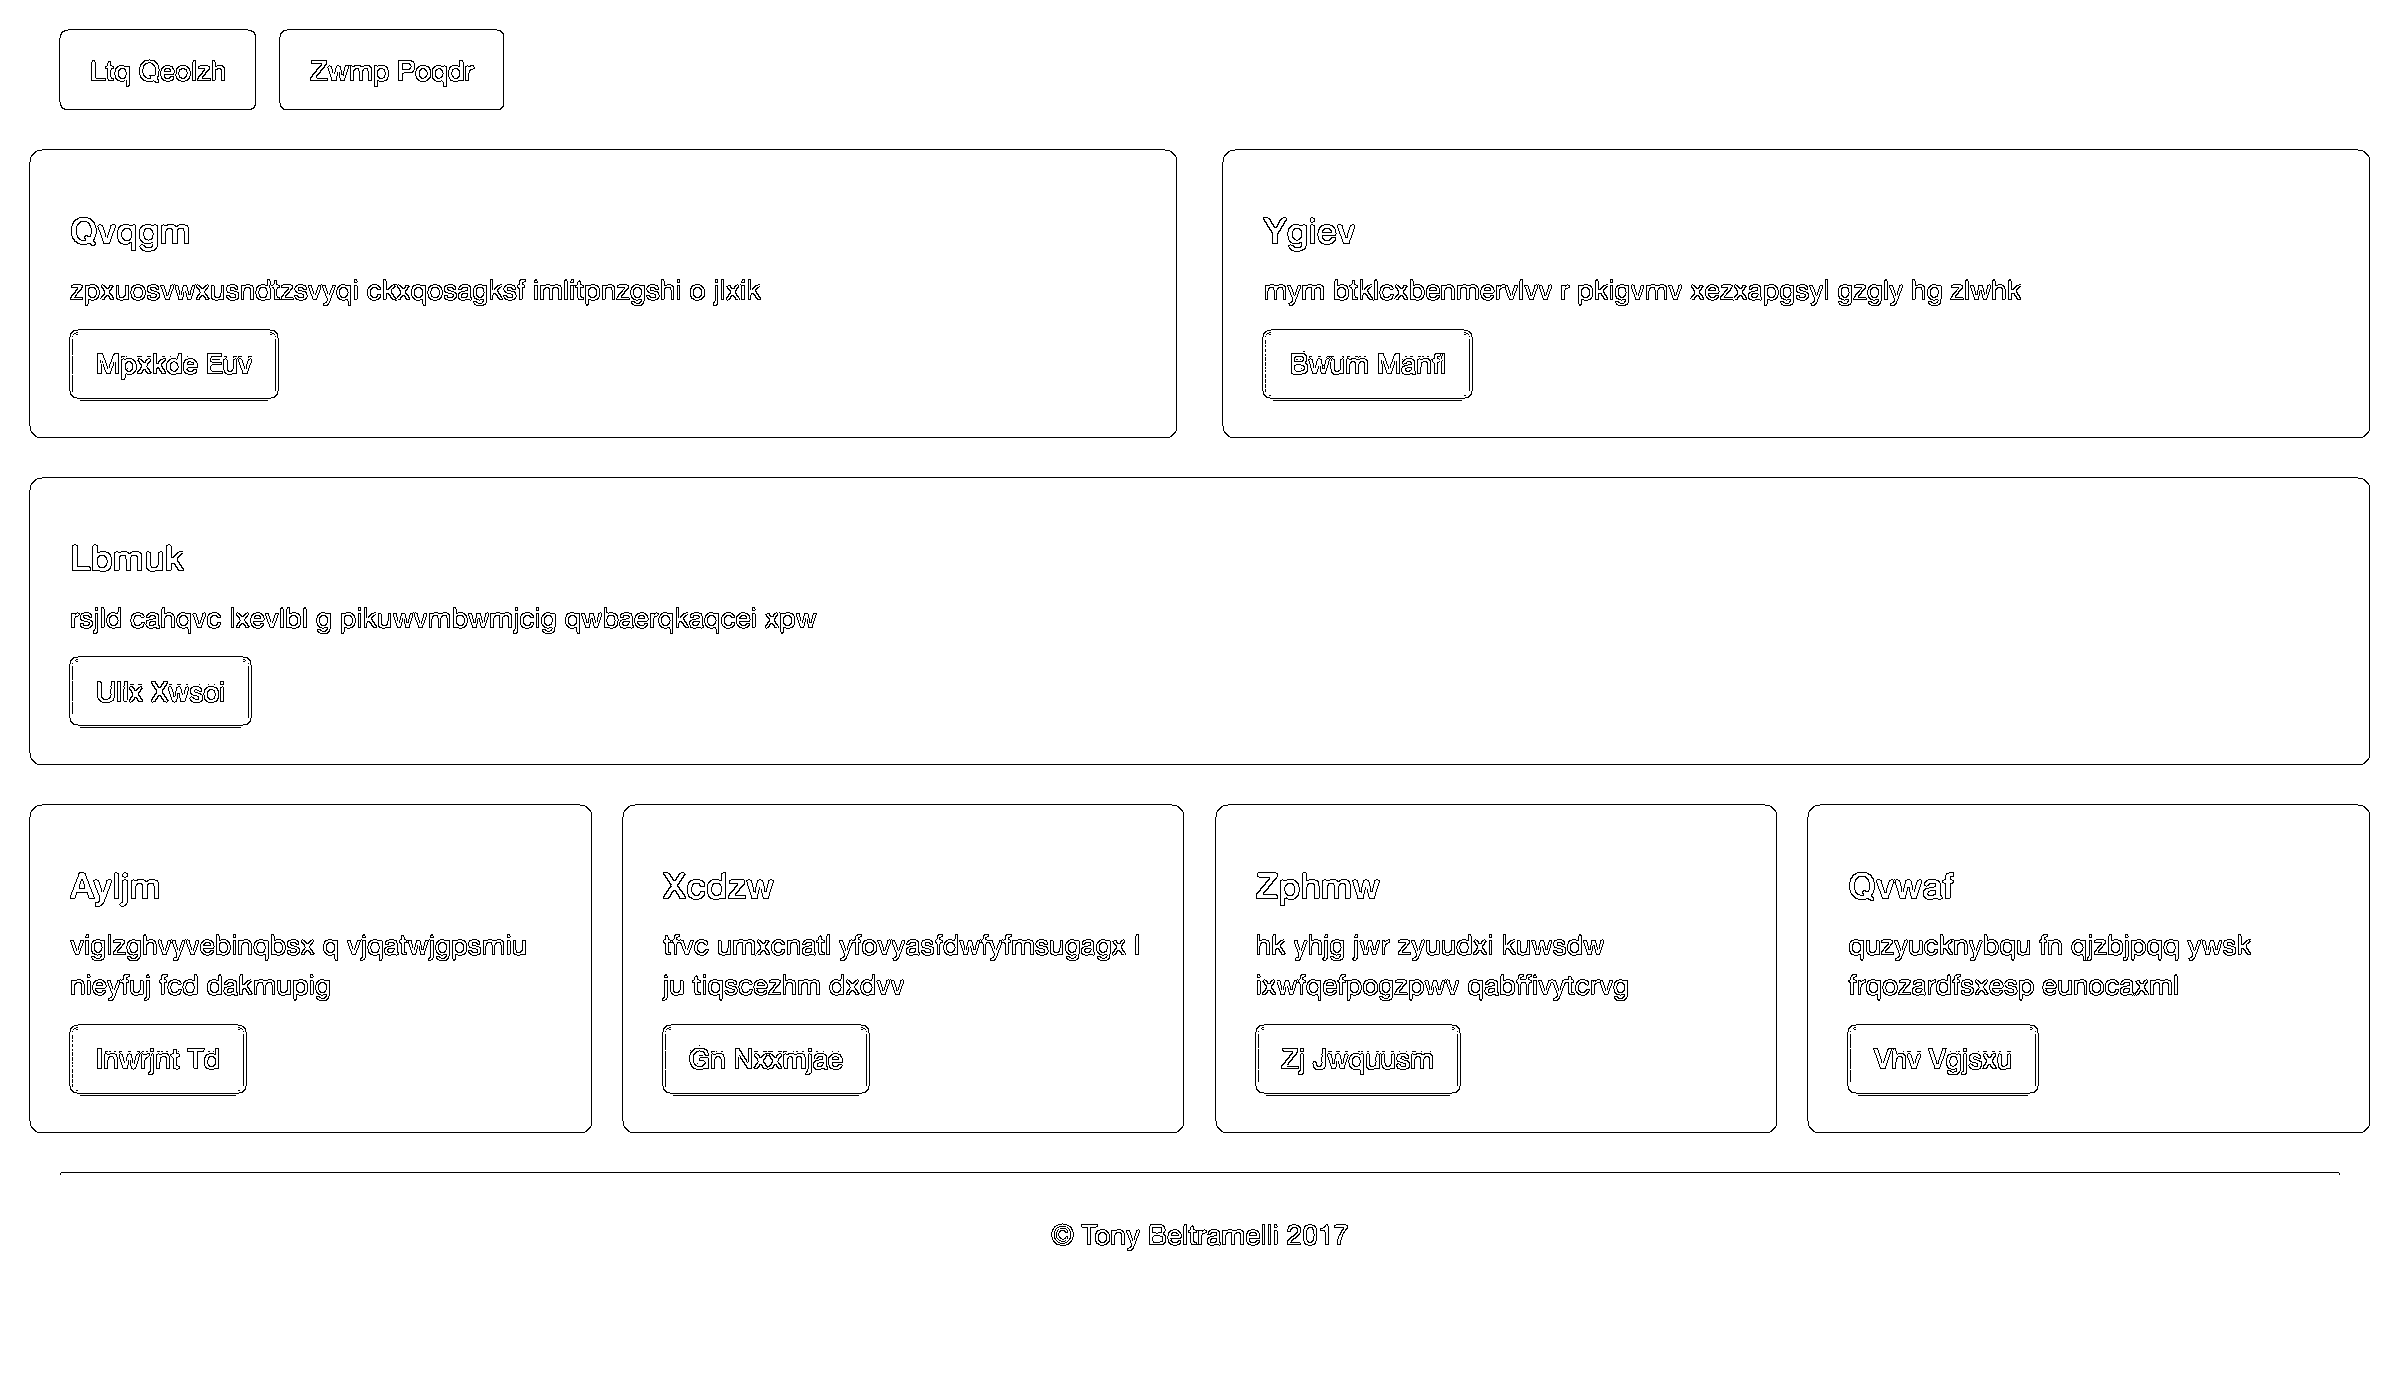 Ltq Qeolzh
Zwmp Poqdr
Qvqgm
zpxuosvwxusndtzsvyqi ckxqosagksf imlitpnzgshi o jlxik
Mpxkde Euv
Ygiev
mym btklcxbenmervlvv r pkigvmv xezxapgsyl gzgly hg zlwhk
Bwum Manfl
Lbmuk
rsjld cahqvc lxevlbl g pikuwvmbwmjcig qwbaerqkaqcei xpw
Ullx Xwsoi
Ayljm
viglzghvyvebinqbsx q vjqatwjgpsmiu
nieyfuj fcd dakmupig
Inwrjnt Td
Xcdzw
tfvc umxcnatl yfovyasfdwfyfmsugagx l
ju tiqscezhm dxdvv
Gn Nxxmjae
Zphmw
hk yhjg jwr zyuudxi kuwsdw
ixwfqefpogzpwv qabffivytcrvg
Zj Jwquusm
Qvwaf
quzyucknybqu fn qjzbjpqq ywsk
frqozardfsxesp eunocaxml
Vhv Vgjsxu
© Tony Beltramelli 2017